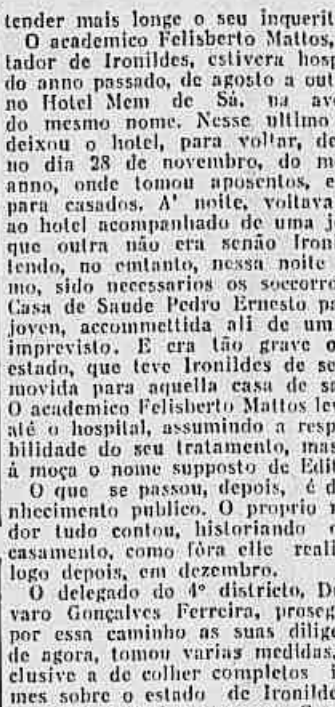 tender mais longe o seu inquerit
O academico Felisberto Mattos,
tador de Ironildes, estivera hosp
do anno passado, de agosto a out
no Hotel Mem de Sá, na av
do mesmo nome. Nesse ultimo
deixou o hotel, para voltar, de
no dia 28 de novembro, do m
anno, onde tomou aposentos, e
para casados. A' noite, voltava
ao hotel acompanhado de uma j
que outra não era senão Iron
tendo, no emtanto, nessa noite
mo, sido necessarios os soccorro
Casa de Saude Pedro Ernesto pa
joven, accommettida ali de um
imprevisto. E era tão grave o
estado, que teve Ironildes de se
movida para aquella casa de sa
O academico Felisberto Mattos le
até o hospital, assumindo a resp
bilidade do seu tratamento, mas
á moça o nome supposto de Edit
O que se passou, depois, é d
nhecimento publico. O proprio
dor tudo contou, historiando
casamento, como fôra elle reali
logo depois, em dezembro.
O delegado do 4º districto, D
varo Gonçalves Ferreira, proseg
por essa caminho as suas dilige
de agora, tomou varias medidas,
clusive a de colher completos
mes sobre o estado de Ironilde